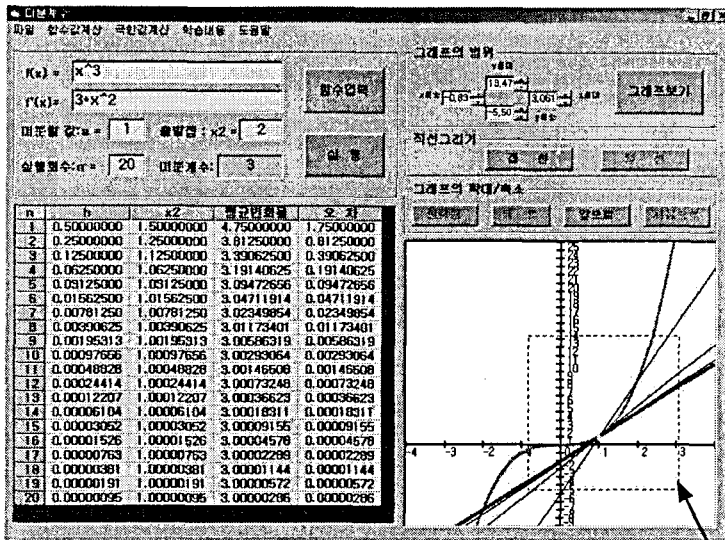 미분계수
파일 함수값계산 극한값계산 학습내용 도움말
f(x) = x^3
f'(x)= 3*x^2
미분할 값:a = 1 출발점 : x2= 2
실행회수:n = 20 미분계수: 3
함수입력
실 행
그래프의 범위
10,47
-0,83 3,061
-5,50
그래프보기
직선그리기
그래프의 확대/축소
n h x2 평균변화율 오 차
1 0.50000000 1.50000000 4.75000000 1.75000000
2 0.25000000 1.25000000 3.81250000 0.81250000
3 0.12500000 1.12500000 3.39062500 0.39062500
4 0.06250000 1.06250000 3.19140625 0.19140625
5 0.03125000 1.03125000 3.09472656 0.09472656
6 0.01562500 1.01562500 3.04711914 0.04711914
7 0.00781250 1.00781250 3.02349854 0.02349854
8 0.00390625 1.00390625 3.01173401 0.01173401
9 0.00195313 1.00195313 3.00586319 0.00586319
10 0.00097656 1.00097656 3.00293064 0.00293064
11 0.00048828 1.00048828 3.00146508 0.00146508
12 0.00024414 1.00024414 3.00073248 0.00073248
13 0.00012207 1.00012207 3.00036623 0.00036623
14 0.00006104 1.00006104 3.00018311 0.00018311
15 0.00003052 1.00003052 3.00009155 0.00009155
16 0.00001526 1.00001526 3.00004578 0.00004578
17 0.00000763 1.00000763 3.00002289 0.00002289
18 0.00000381 1.00000381 3.00001144 0.00001144
19 0.00000191 1.00000191 3.00000572 0.00000572
20 0.00000095 1.00000095 3.00000286 0.00000286
-4 -3 -2 -1 1 2 3 4